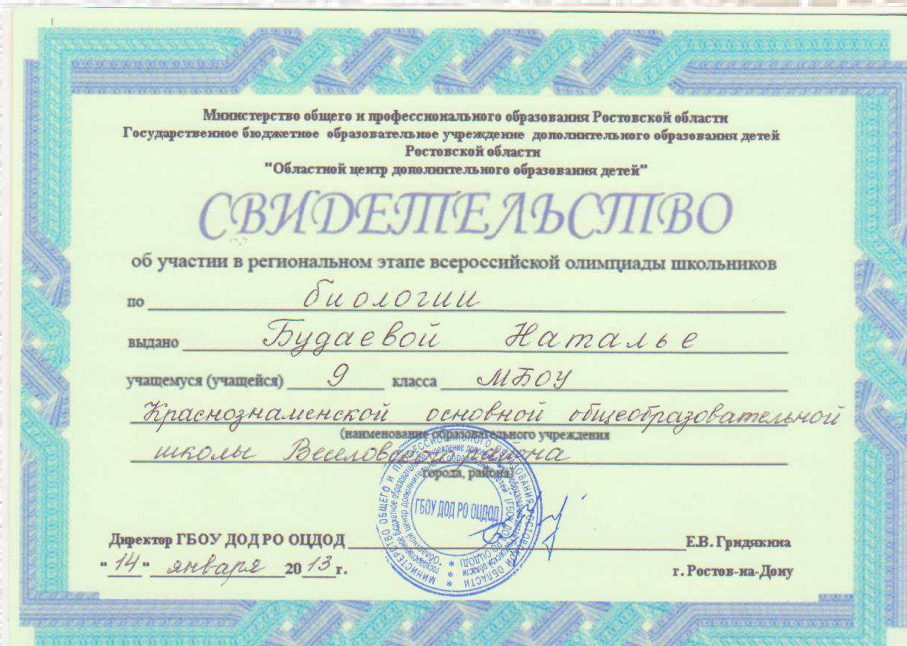 Министерство общего и профессионального образования Ростовской области
Государственное бюджетное образовательное учреждение дополнительного образования детей
Ростовской области
"Областной центр дополнительного образования детей"
СВИДЕТЕЛЬСТВО
об участии в региональном этапе всероссийской олимпиады школьников
по биологии
выдано Будаевой Наталье
учащемуся (учащейся) 9 класса МБОУ
Краснознаменской основной общеобразовательной
(наименование образовательного учреждения
школы Веселовского района
города, района)
ГБОУ ДОД РО ОЦДОД
Директор ГБОУ ДОД РО ОЦДОД Е.В. Гридякина
"14" января 2013 г. г. Ростов-на-Дону